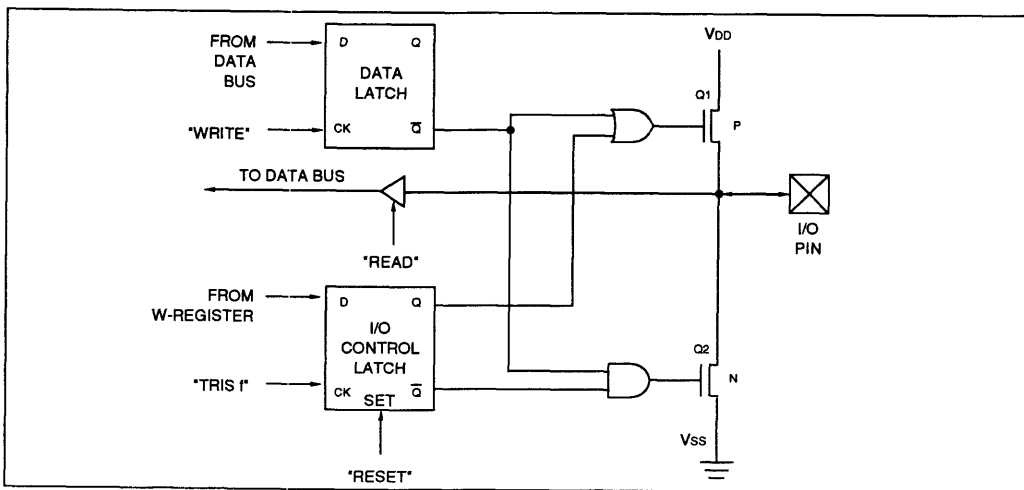 FROM
DATA
BUS
D
Q
DATA
LATCH
"WRITE"
CK
Q̅
VDD
Q1
P
TO DATA BUS
"READ"
I/O
PIN
FROM
W-REGISTER
D
Q
I/O
CONTROL
LATCH
"TRIS f"
CK
Q̅
SET
"RESET"
Q2
N
VSS